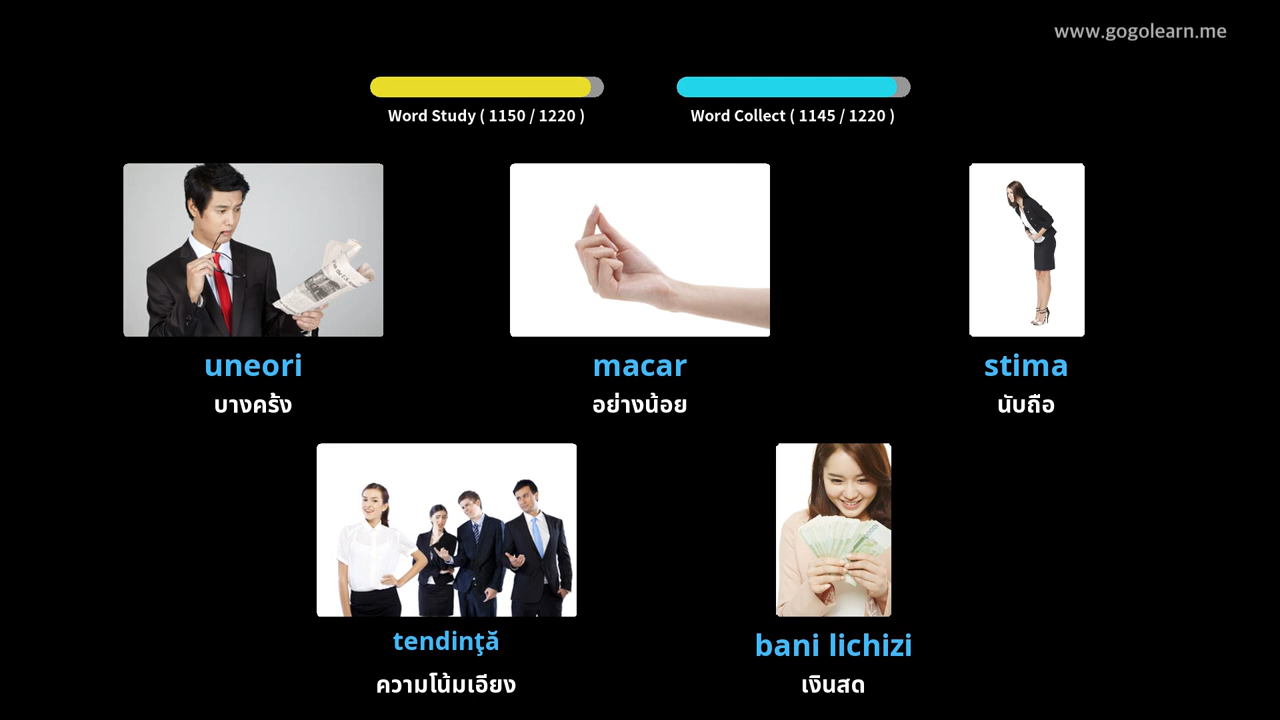 www.gogolearn.me
Word Study ( 1150 / 1220 )
Word Collect ( 1145 / 1220 )
uneori
บางครั้ง
macar
อย่างน้อย
stima
นับถือ
tendinţă
ความโน้มเอียง
bani lichizi
เงินสด